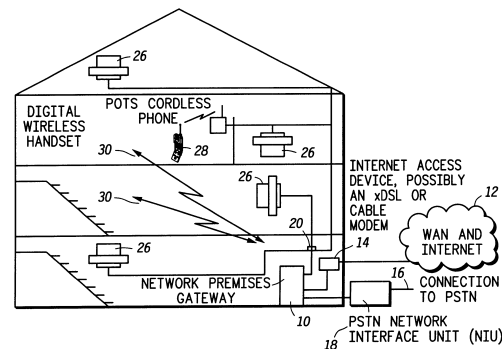 26
DIGITAL
WIRELESS
HANDSET
POTS CORDLESS
PHONE
28
30
26
30
26
INTERNET ACCESS
DEVICE, POSSIBLY
AN xDSL OR
CABLE
MODEM
12
20
WAN AND
INTERNET
26
14
NETWORK PREMISES
GATEWAY
16
CONNECTION
TO PSTN
10
PSTN NETWORK
18 INTERFACE UNIT (NIU)